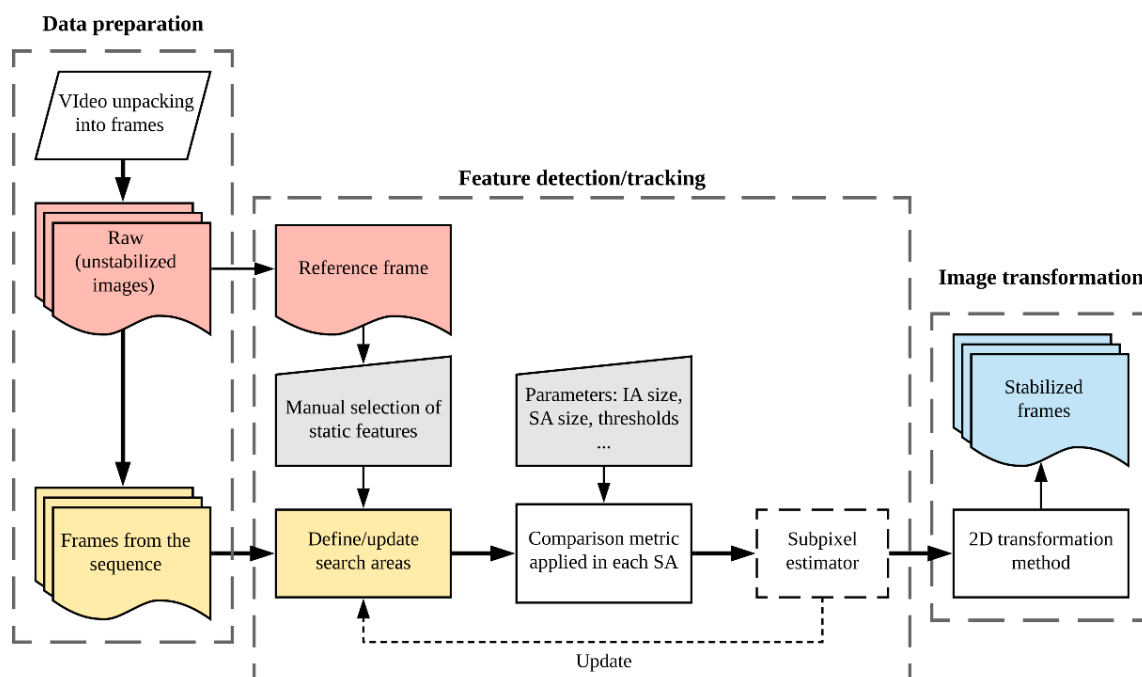 Data preparation
VIdeo unpacking
into frames
Raw
(unstabilized
images)
Frames from the
sequence
Feature detection/tracking
Reference frame
Manual selection of
static features
Parameters: IA size,
SA size, thresholds
...
Define/update
search areas
Comparison metric
applied in each SA
Subpixel
estimator
Update
Image transformation
Stabilized
frames
2D transformation
method